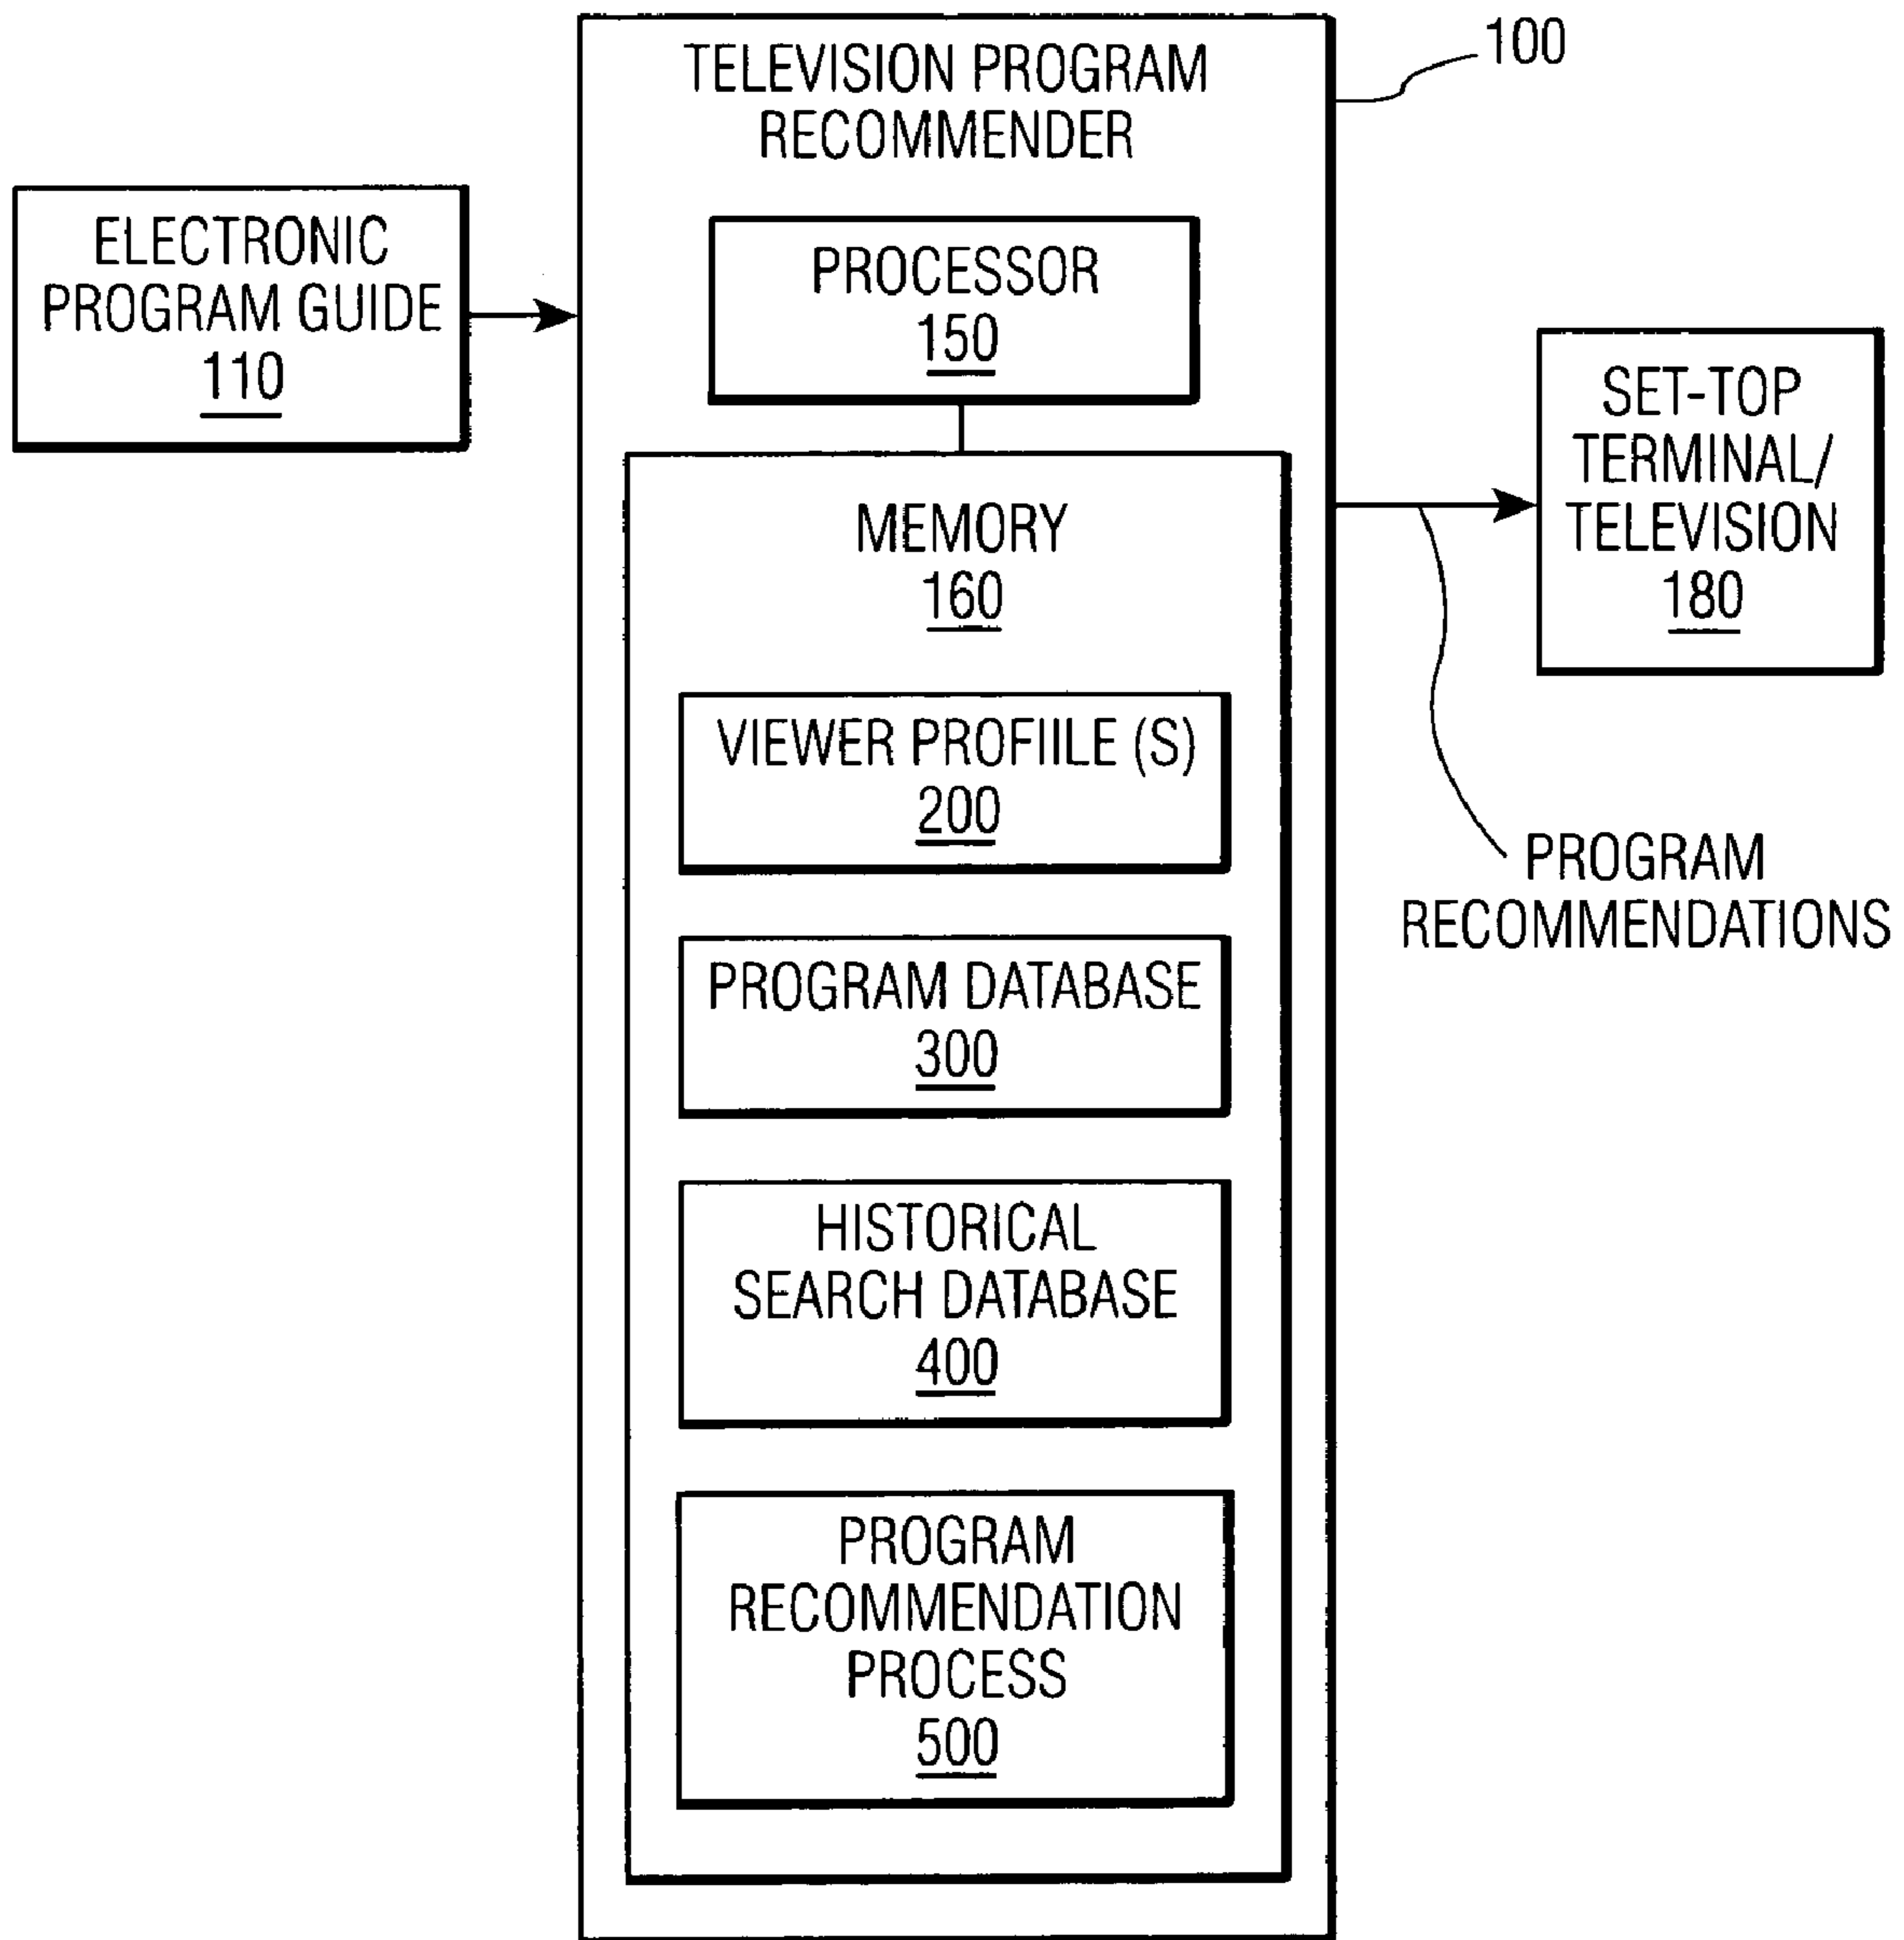 100
TELEVISION PROGRAM
RECOMMENDER
ELECTRONIC
PROGRAM GUIDE
110
PROCESSOR
150
SET-TOP
TERMINAL/
TELEVISION
180
MEMORY
160
VIEWER PROFIILE (S)
200
PROGRAM
RECOMMENDATIONS
PROGRAM DATABASE
300
HISTORICAL
SEARCH DATABASE
400
PROGRAM
RECOMMENDATION
PROCESS
500